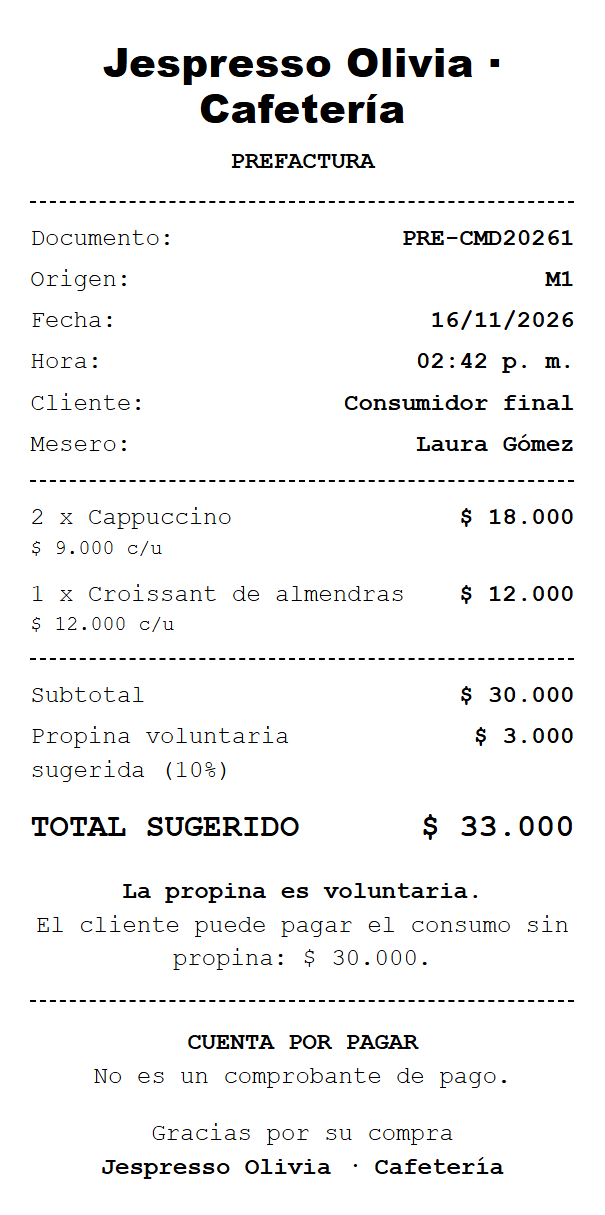 Jespresso Olivia ·
Cafetería
PREFACTURA
Documento: PRE-CMD20261
Origen: M1
Fecha: 16/11/2026
Hora: 02:42 p. m.
Cliente: Consumidor final
Mesero: Laura Gómez
2 x Cappuccino $ 18.000
$ 9.000 c/u
1 x Croissant de almendras $ 12.000
$ 12.000 c/u
Subtotal $ 30.000
Propina voluntaria $ 3.000
sugerida (10%)
TOTAL SUGERIDO $ 33.000
La propina es voluntaria.
El cliente puede pagar el consumo sin
propina: $ 30.000.
CUENTA POR PAGAR
No es un comprobante de pago.
Gracias por su compra
Jespresso Olivia · Cafetería